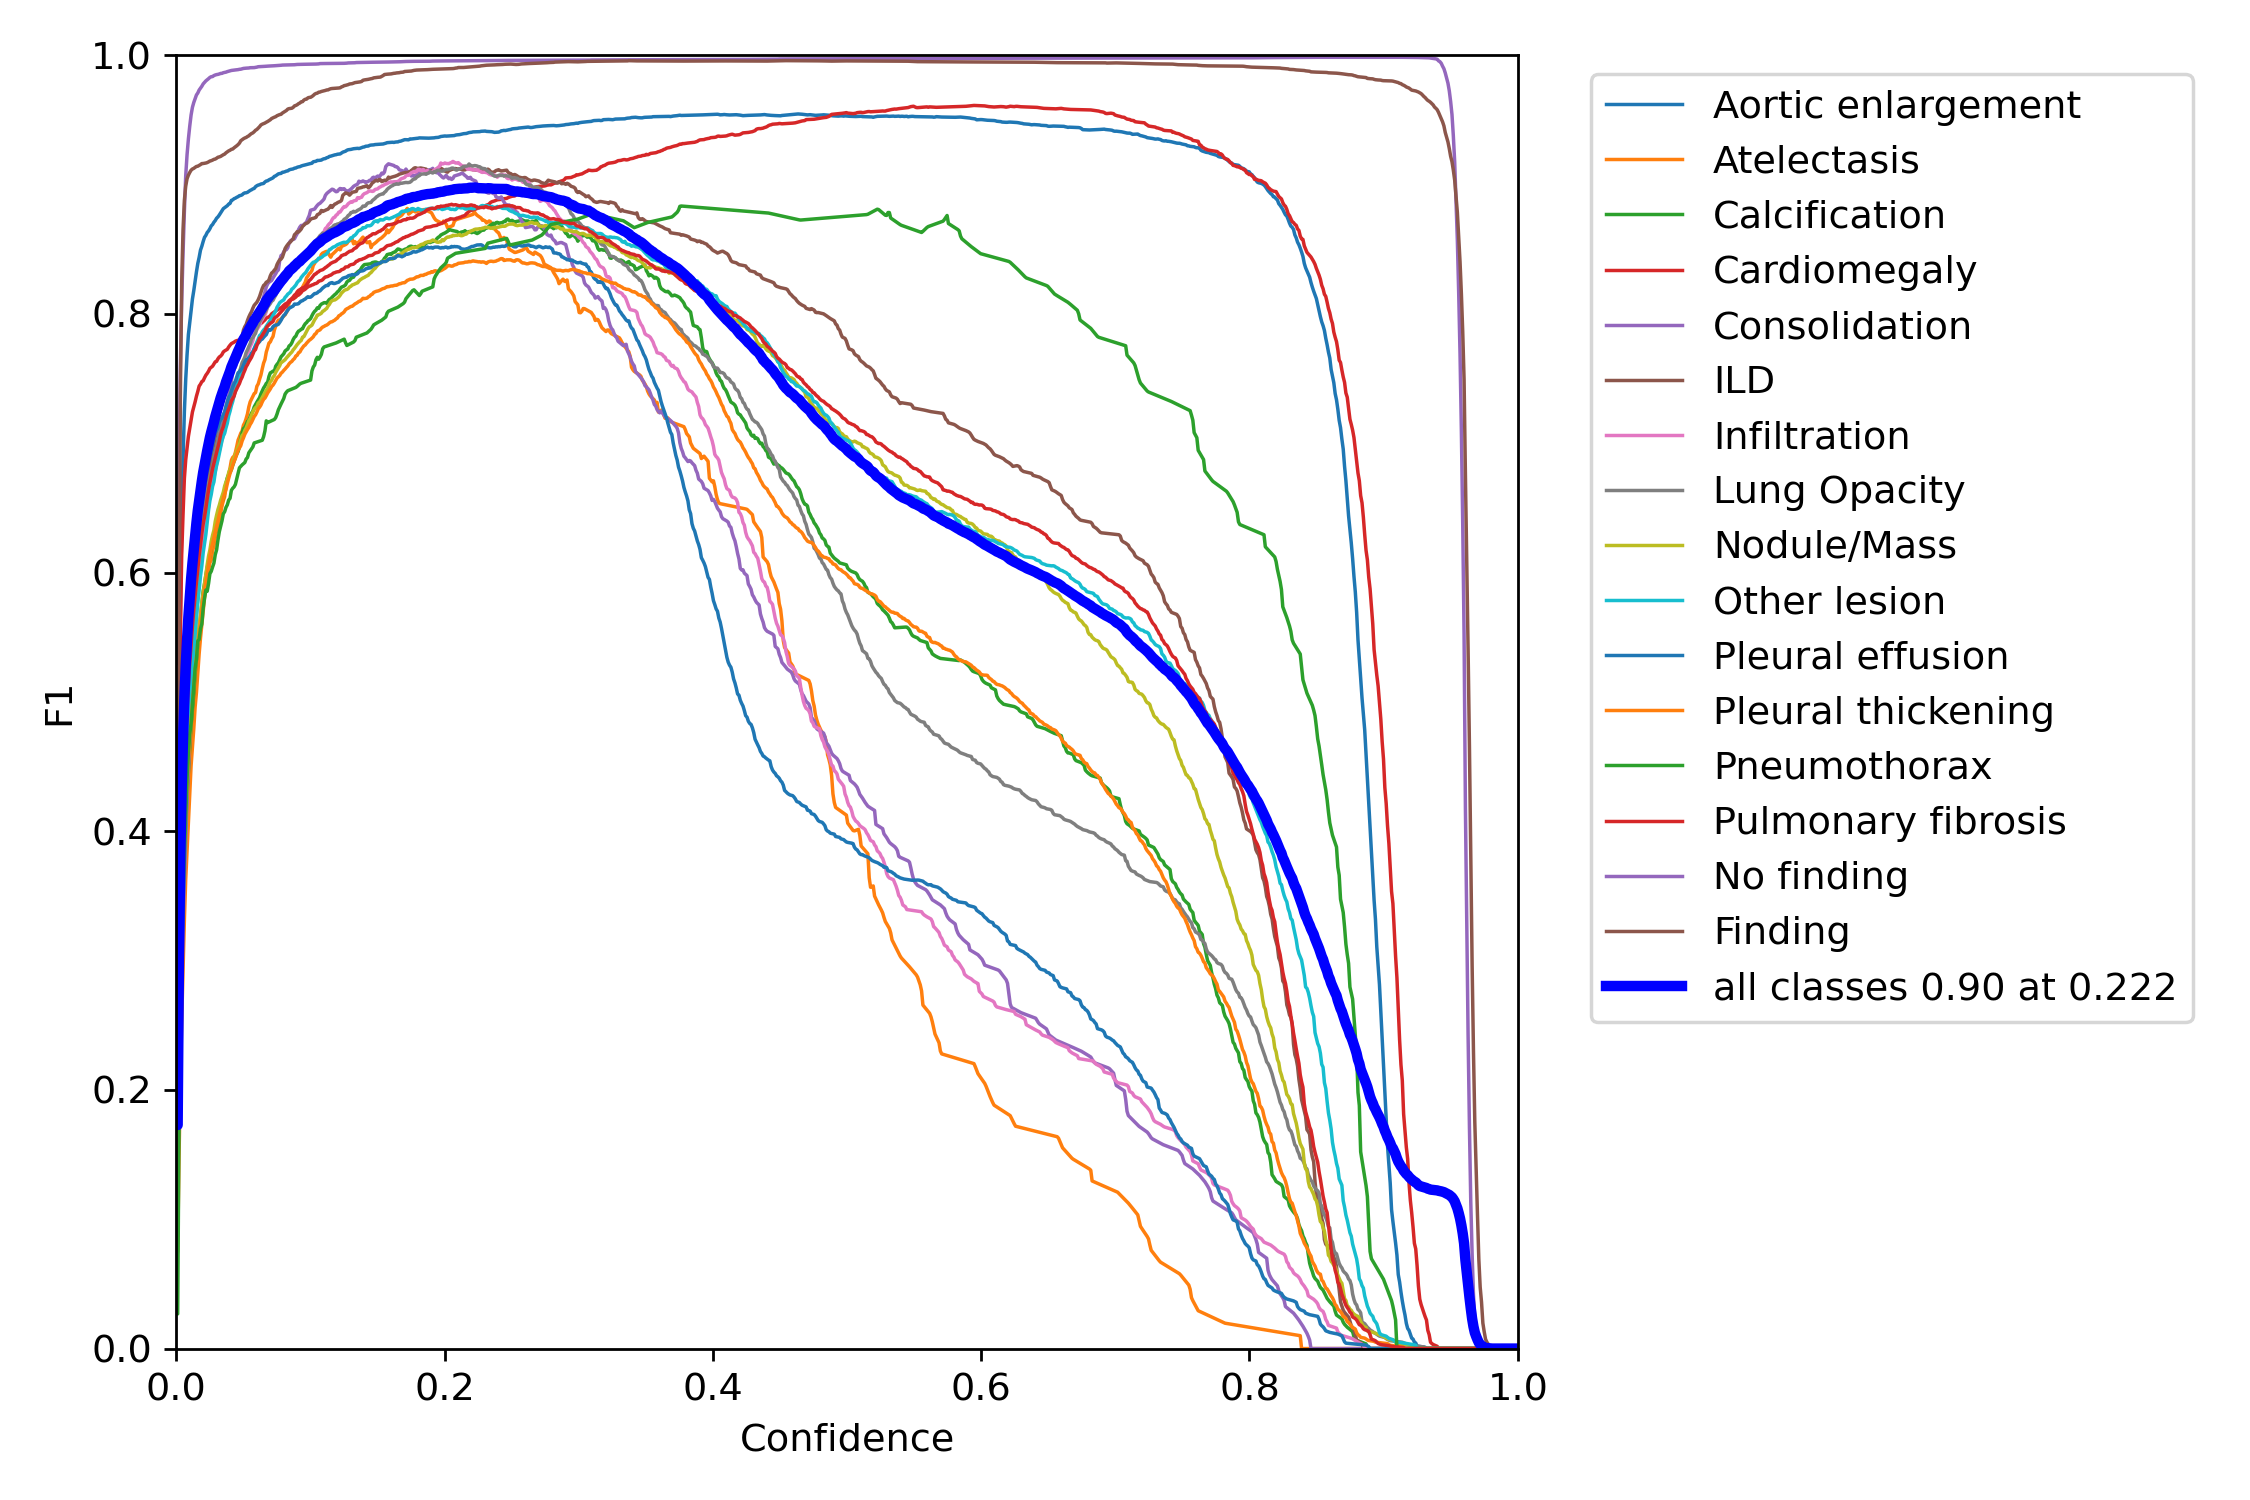 1.0
0.8
0.6
0.4
0.2
0.0
F1
0.0 0.2 0.4 0.6 0.8 1.0
Confidence
Aortic enlargement
Atelectasis
Calcification
Cardiomegaly
Consolidation
ILD
Infiltration
Lung Opacity
Nodule/Mass
Other lesion
Pleural effusion
Pleural thickening
Pneumothorax
Pulmonary fibrosis
No finding
Finding
all classes 0.90 at 0.222